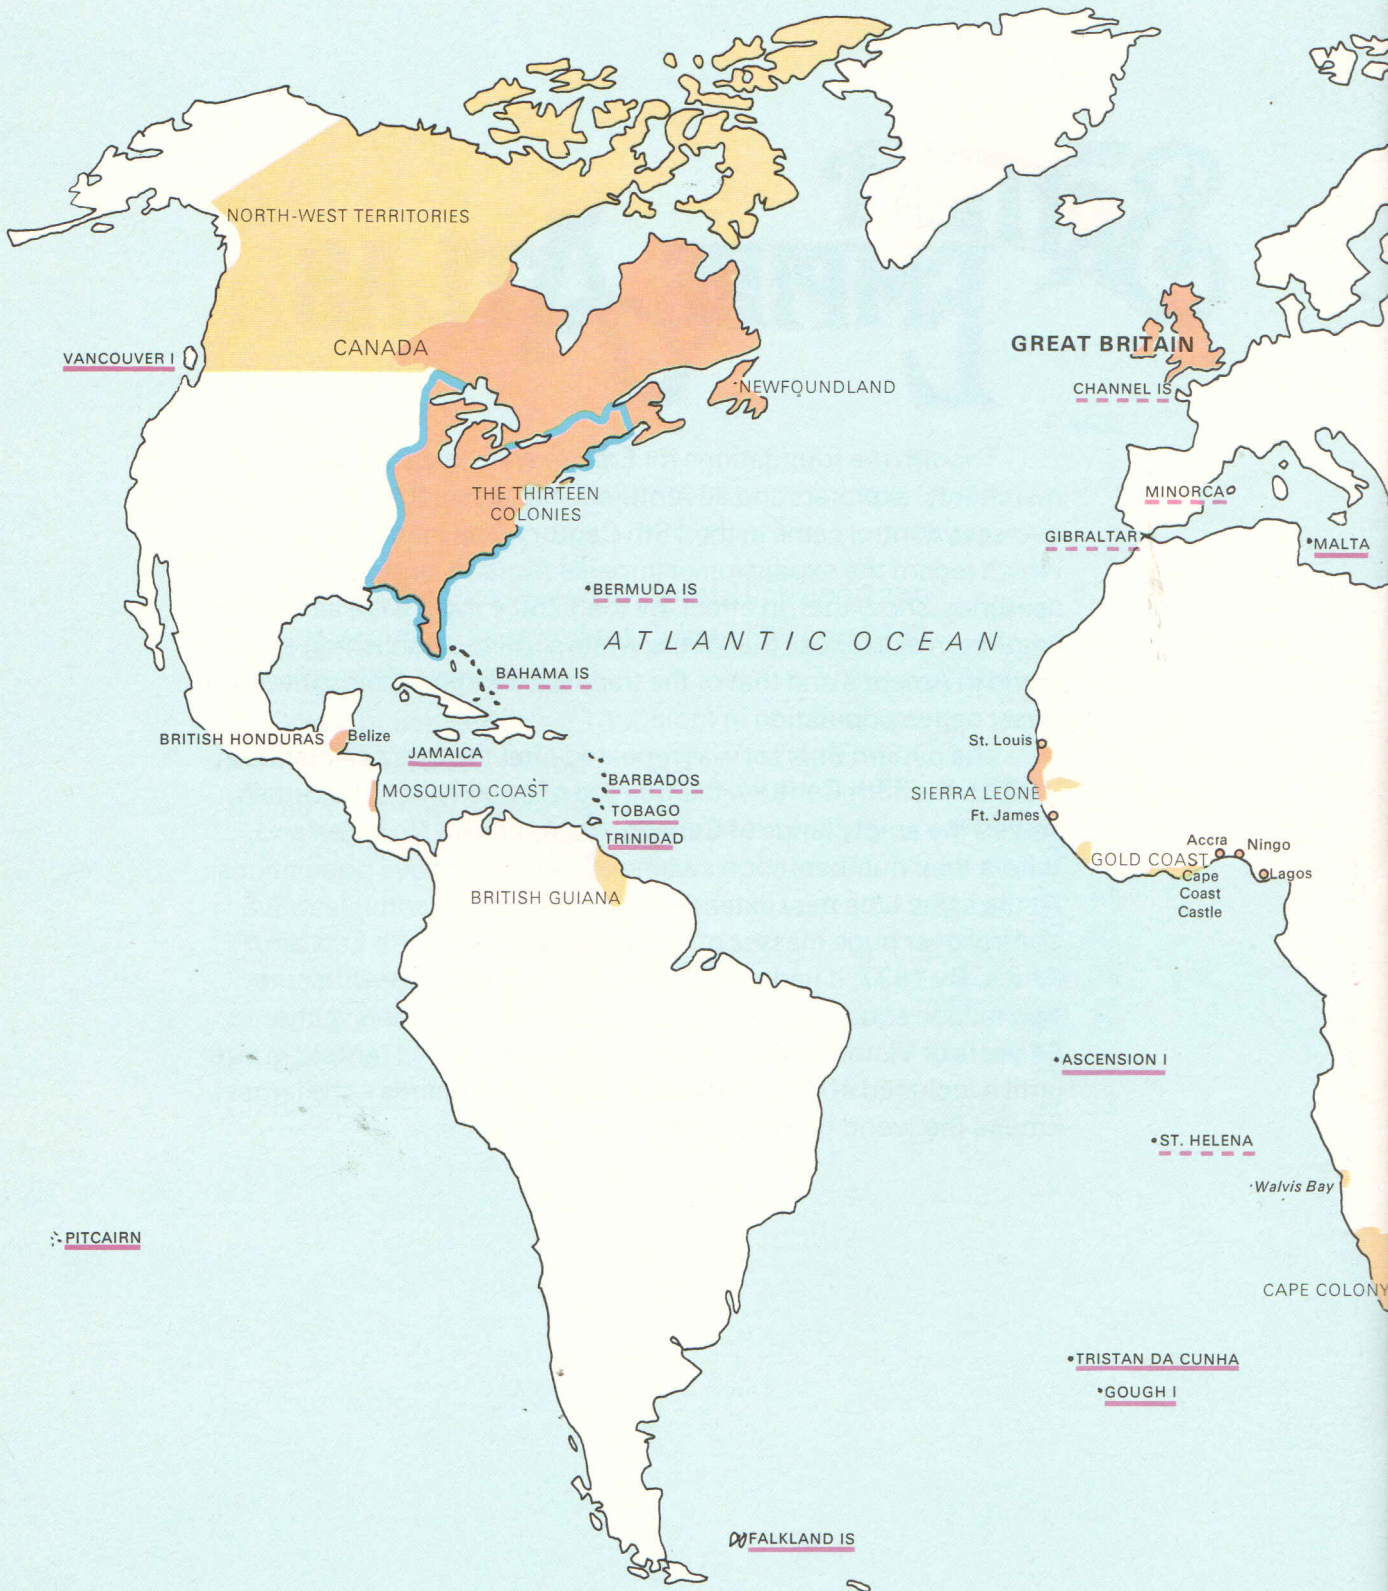 NORTH-WEST TERRITORIES
CANADA
VANCOUVER I
GREAT BRITAIN
CHANNEL IS
NEWFOUNDLAND
THE THIRTEEN
COLONIES
MINORCA
GIBRALTAR
MALTA
BERMUDA IS
ATLANTIC OCEAN
BAHAMA IS
BRITISH HONDURAS
Belize
JAMAICA
St. Louis
BARBADOS
MOSQUITO COAST
SIERRA LEONE
TOBAGO
Ft. James
TRINIDAD
Accra
Ningo
GOLD COAST
Lagos
Cape
Coast
Castle
BRITISH GUIANA
ASCENSION I
ST. HELENA
Walvis Bay
PITCAIRN
CAPE COLONY
TRISTAN DA CUNHA
GOUGH I
FALKLAND IS